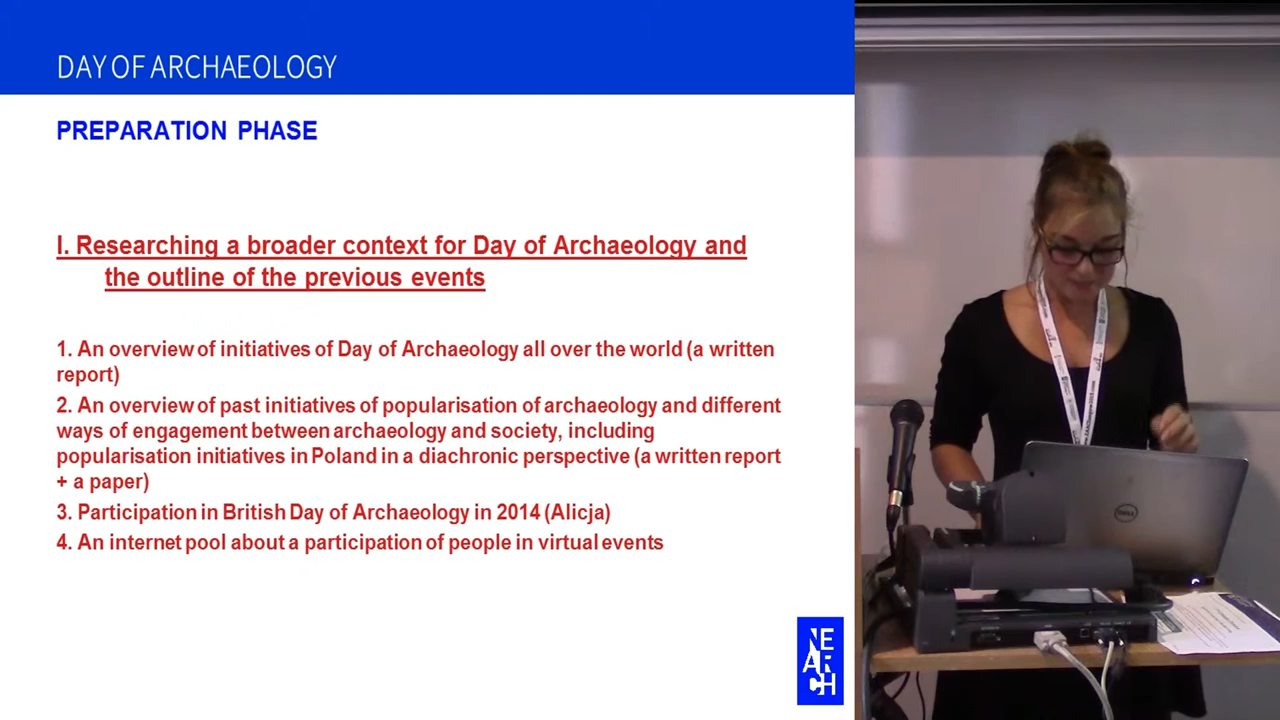 DAY OF ARCHAEOLOGY
PREPARATION PHASE
I. Researching a broader context for Day of Archaeology and
the outline of the previous events
1. An overview of initiatives of Day of Archaeology all over the world (a written
report)
2. An overview of past initiatives of popularisation of archaeology and different
ways of engagement between archaeology and society, including
popularisation initiatives in Poland in a diachronic perspective (a written report
+ a paper)
3. Participation in British Day of Archaeology in 2014 (Alicja)
4. An internet pool about a participation of people in virtual events
NE
AR
CH
DELL